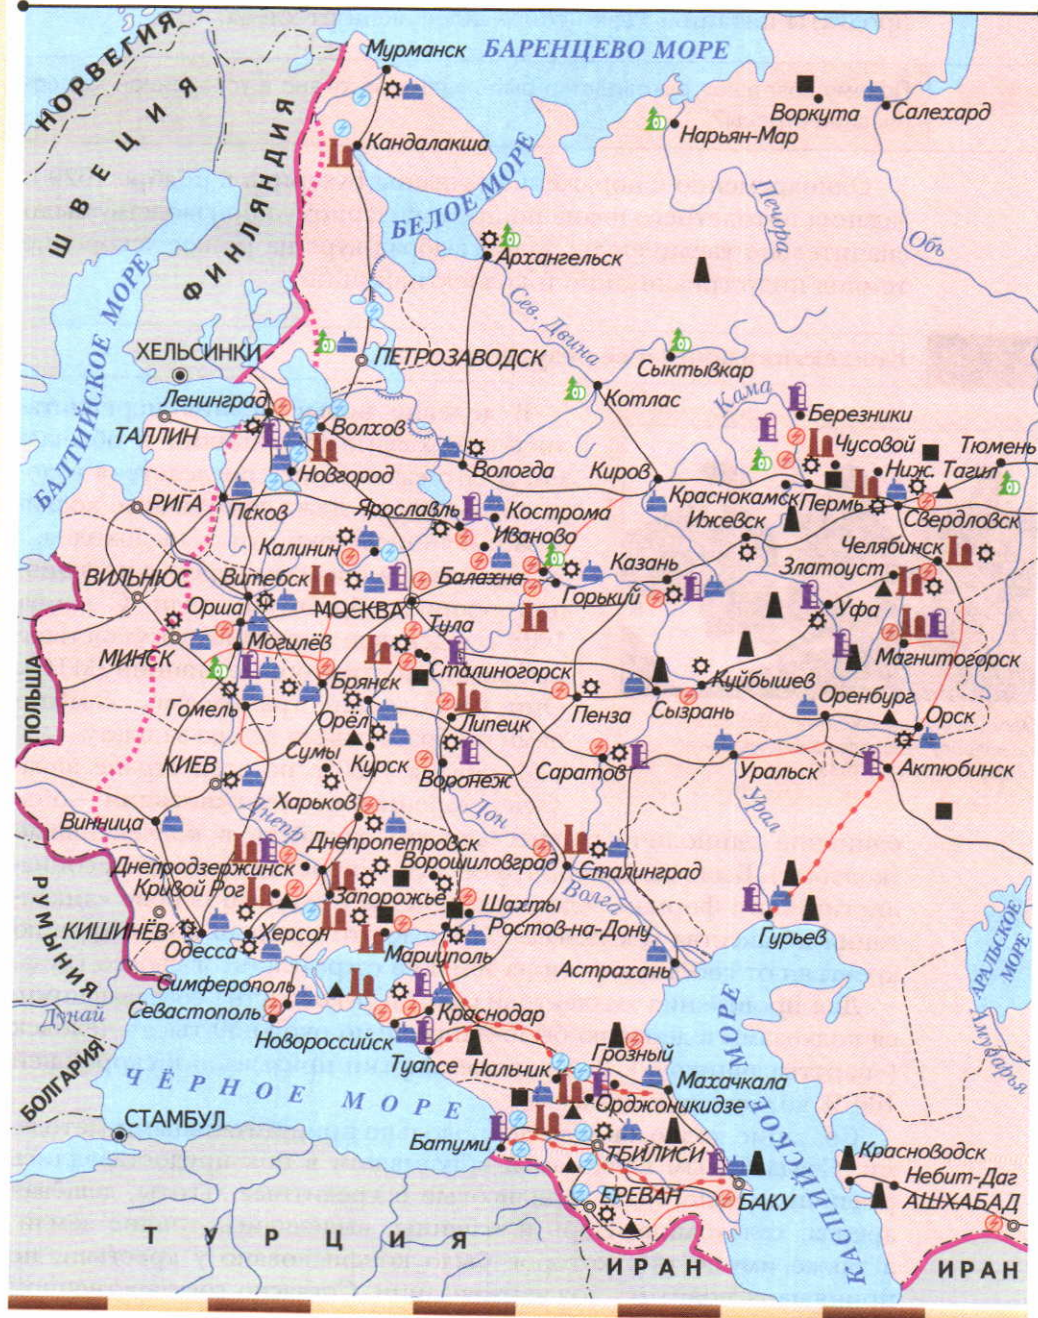 НОРВЕГИЯ
ШВЕЦИЯ
ФИНЛЯНДИЯ
Мурманск
БАРЕНЦЕВО МОРЕ
Воркута
Салехард
Нарьян-Мар
Кандалакша
БЕЛОЕ МОРЕ
Печора
Обь
Архангельск
Сев. Двина
БАЛТИЙСКОЕ МОРЕ
ХЕЛЬСИНКИ
ПЕТРОЗАВОДСК
Сыктывкар
Котлас
Кама
Березники
Ленинград
ТАЛЛИН
Волхов
Чусовой
Тюмень
Новгород
Вологда
Киров
Ниж. Тагил
РИГА
Псков
Ярославль
Кострома
Краснокамск
Пермь
Свердловск
Ижевск
Калинин
Иваново
Челябинск
ВИЛЬНЮС
Витебск
Балахна
Казань
Златоуст
Орша
МОСКВА
Горький
Уфа
МИНСК
Могилёв
Тула
Сталиногорск
Магнитогорск
ПОЛЬША
Брянск
Куйбышев
Гомель
Орёл
Липецк
Пенза
Сызрань
Оренбург
Орск
Сумы
КИЕВ
Курск
Воронеж
Саратов
Уральск
Актюбинск
Харьков
Днепр
Дон
Урал
Винница
Днепропетровск
Днепродзержинск
Ворошиловград
Сталинград
Кривой Рог
Запорожье
Шахты
Волга
РУМЫНИЯ
КИШИНЁВ
Херсон
Ростов-на-Дону
Гурьев
Одесса
Мариуполь
Астрахань
АРАЛЬСКОЕ МОРЕ
Симферополь
Дунай
Севастополь
Краснодар
Амударья
Новороссийск
БОЛГАРИЯ
Туапсе
Нальчик
Грозный
Махачкала
ЧЁРНОЕ МОРЕ
Орджоникидзе
СТАМБУЛ
Батуми
ТБИЛИСИ
КАСПИЙСКОЕ МОРЕ
Красноводск
Небит-Даг
ЕРЕВАН
БАКУ
АШХАБАД
ТУРЦИЯ
ИРАН
ИРАН